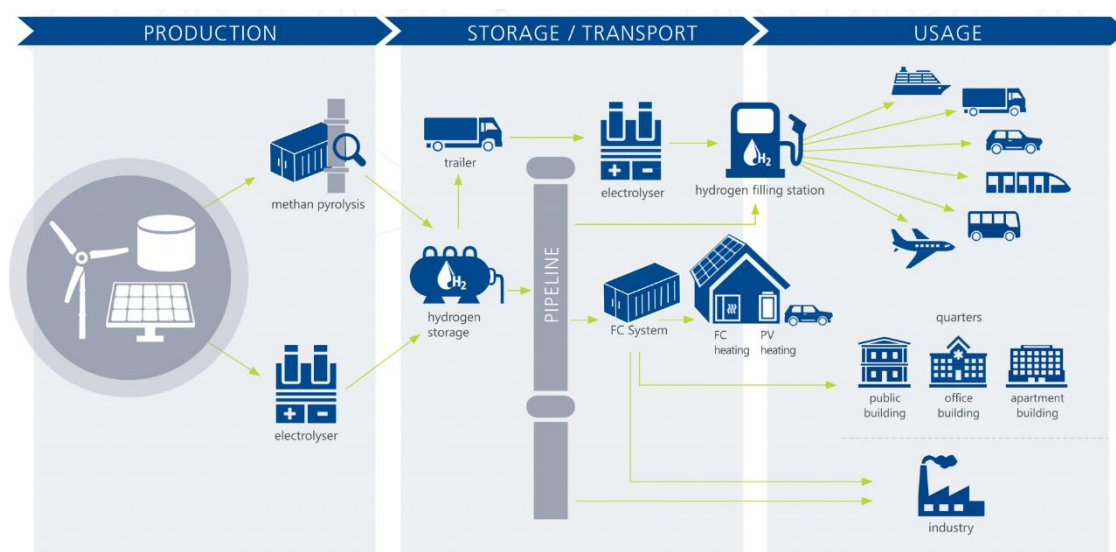 PRODUCTION
STORAGE / TRANSPORT
USAGE
methan pyrolysis
electrolyser
trailer
electrolyser
H2
hydrogen filling station
H2
hydrogen
storage
PIPELINE
FC System
FC
heating
PV
heating
quarters
public
building
office
building
apartment
building
industry